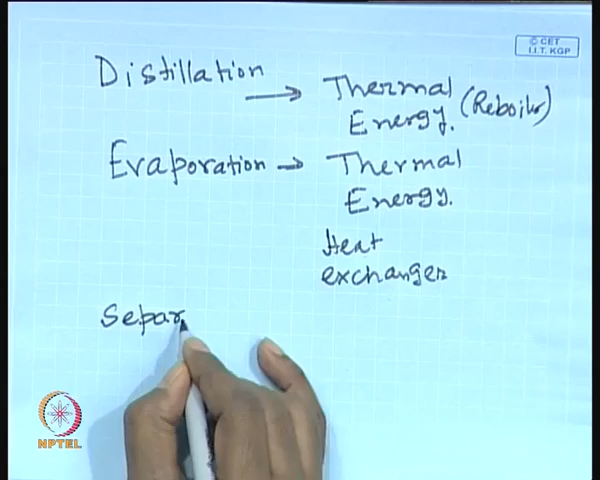 © CET
I.I.T. KGP
Distillation → Thermal
Energy. (Reboiler)
Evaporation → Thermal
Energy.
Heat
exchanger
Separ
NPTEL